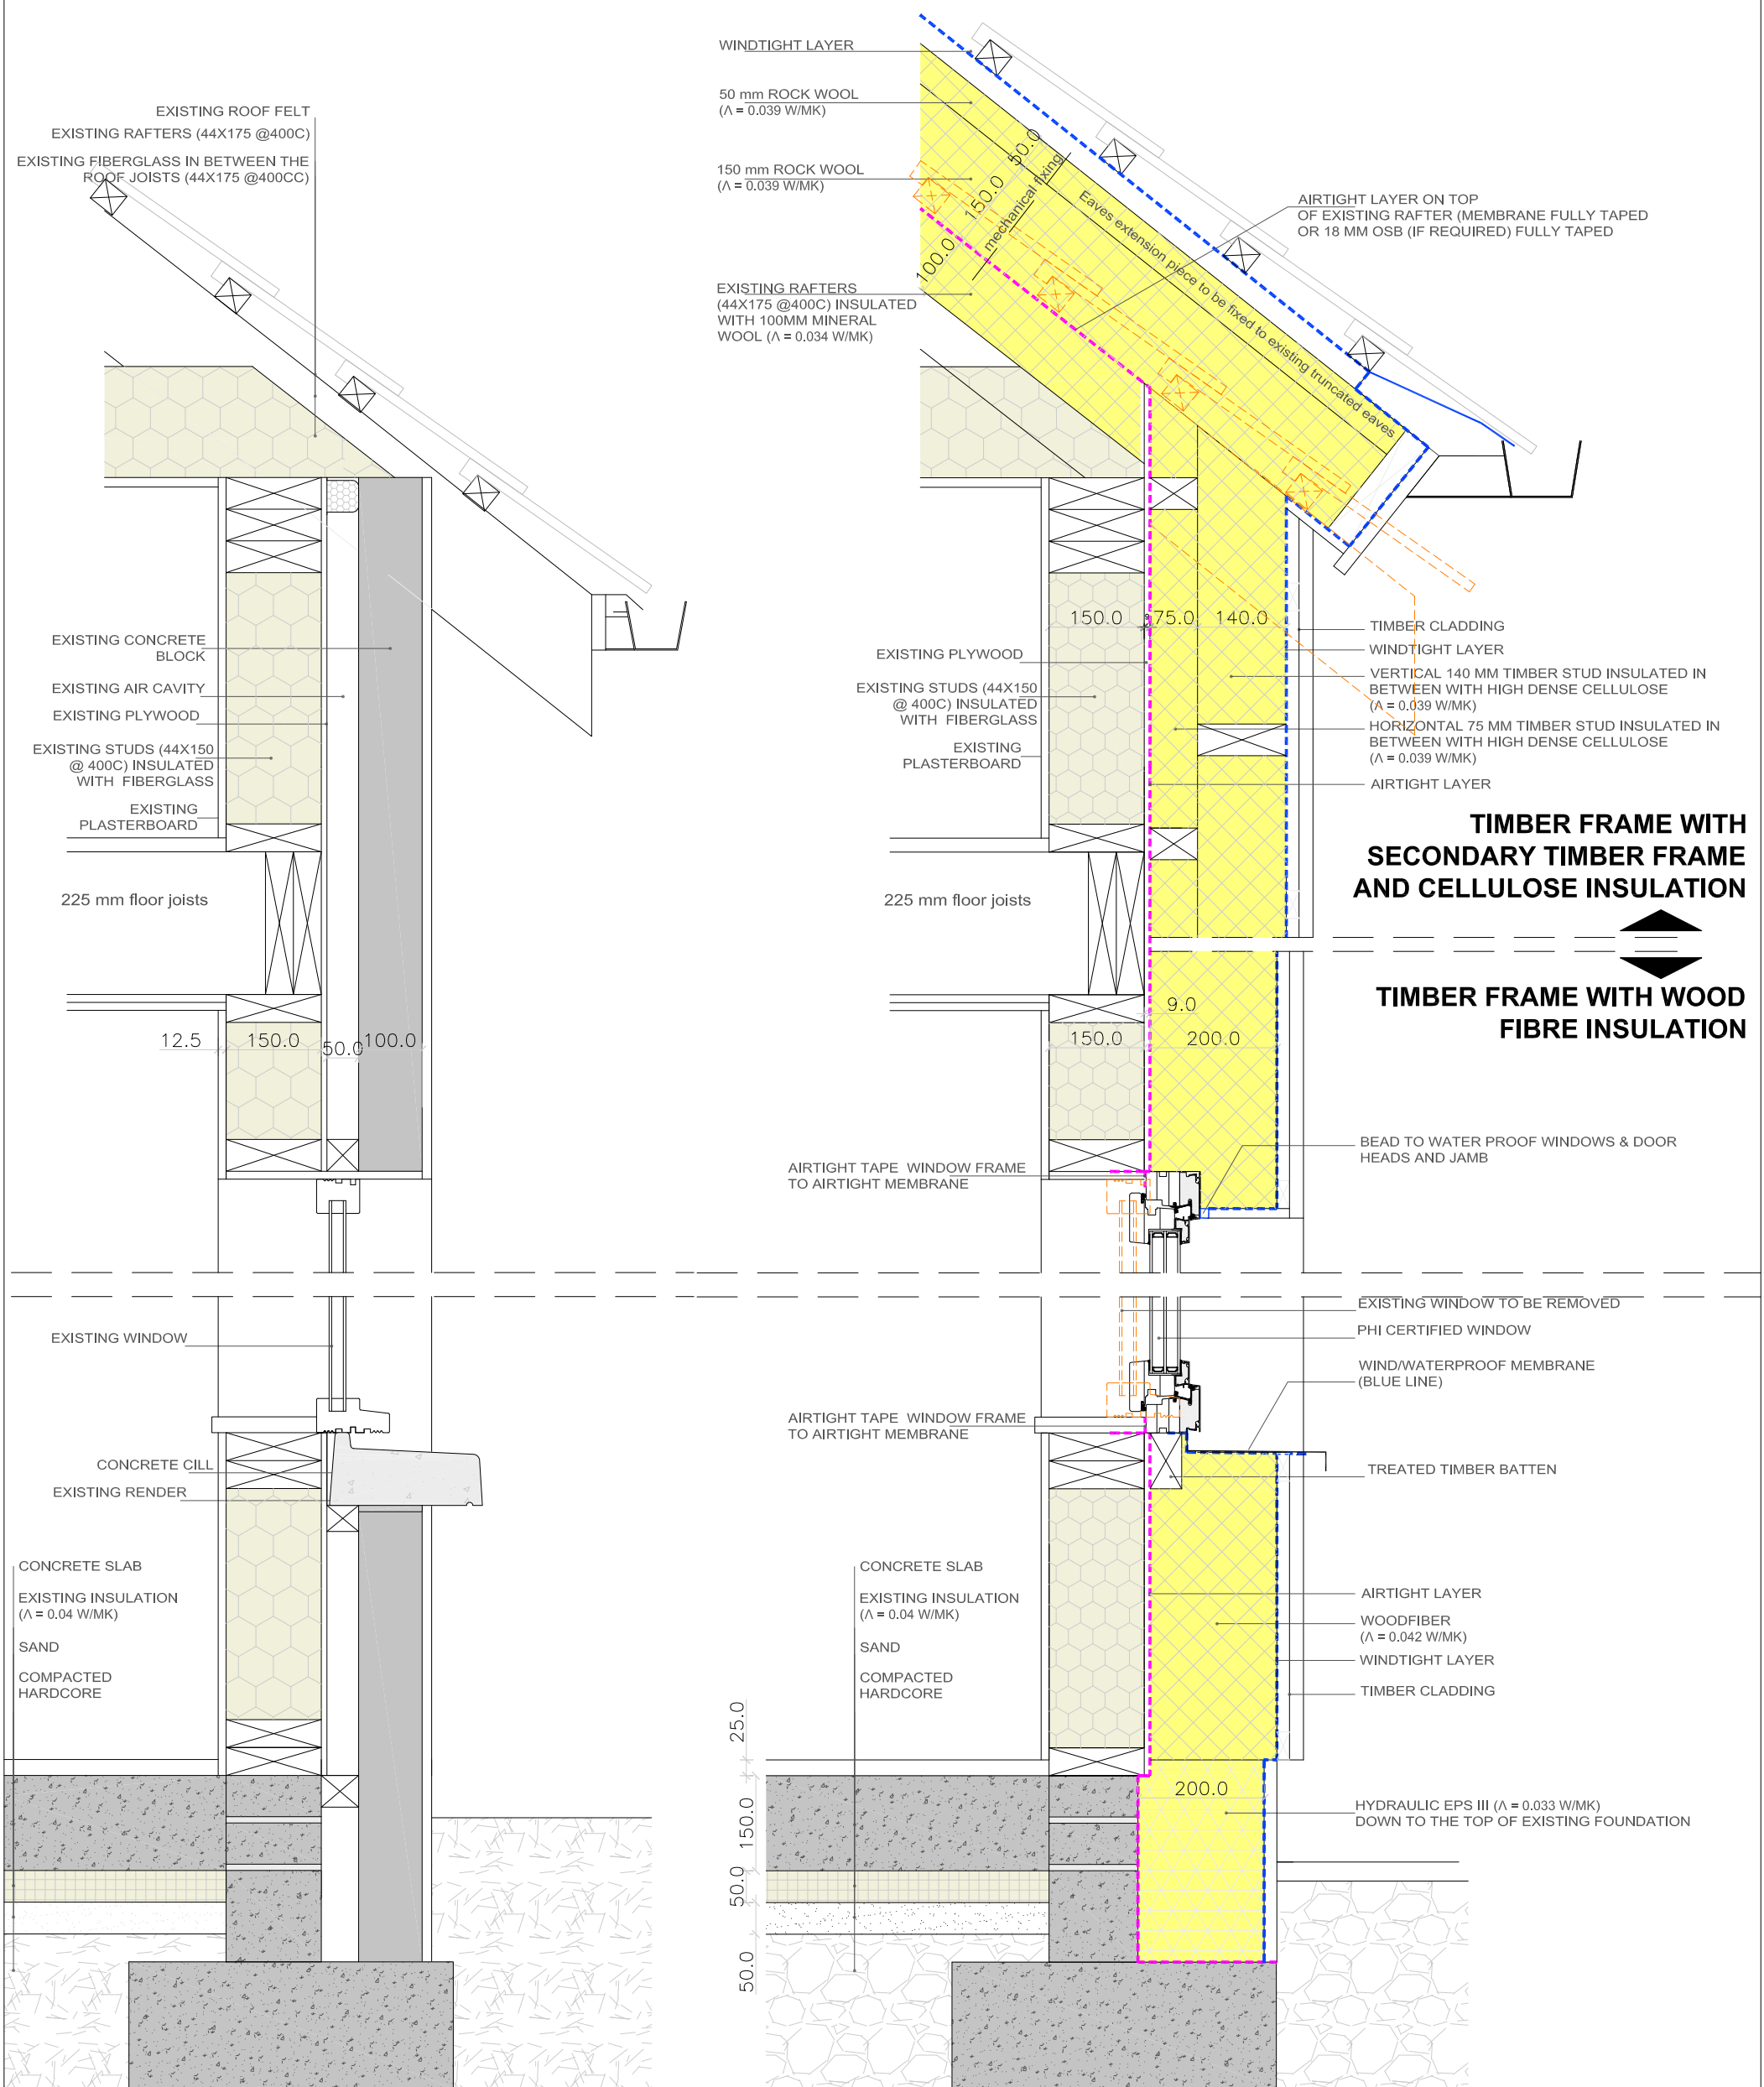 EXISTING ROOF FELT
EXISTING RAFTERS (44X175 @400C)
EXISTING FIBERGLASS IN BETWEEN THE
ROOF JOISTS (44X175 @400CC)
EXISTING CONCRETE
BLOCK
EXISTING AIR CAVITY
EXISTING PLYWOOD
EXISTING STUDS (44X150
@ 400C) INSULATED
WITH FIBERGLASS
EXISTING
PLASTERBOARD
225 mm floor joists
12.5
150.0
50.0
100.0
EXISTING WINDOW
CONCRETE CILL
EXISTING RENDER
CONCRETE SLAB
EXISTING INSULATION
(Λ = 0.04 W/MK)
SAND
COMPACTED
HARDCORE
WINDTIGHT LAYER
50 mm ROCK WOOL
(Λ = 0.039 W/MK)
150 mm ROCK WOOL
(Λ = 0.039 W/MK)
EXISTING RAFTERS
(44X175 @400C) INSULATED
WITH 100MM MINERAL
WOOL (Λ = 0.034 W/MK)
50.0
150.0
100.0
mechanical fixing
Eaves extension piece to be fixed to existing truncated eaves
AIRTIGHT LAYER ON TOP
OF EXISTING RAFTER (MEMBRANE FULLY TAPED
OR 18 MM OSB (IF REQUIRED) FULLY TAPED
150.0
75.0
140.0
EXISTING PLYWOOD
EXISTING STUDS (44X150
@ 400C) INSULATED
WITH FIBERGLASS
EXISTING
PLASTERBOARD
TIMBER CLADDING
WINDTIGHT LAYER
VERTICAL 140 MM TIMBER STUD INSULATED IN
BETWEEN WITH HIGH DENSE CELLULOSE
(Λ = 0.039 W/MK)
HORIZONTAL 75 MM TIMBER STUD INSULATED IN
BETWEEN WITH HIGH DENSE CELLULOSE
(Λ = 0.039 W/MK)
AIRTIGHT LAYER
TIMBER FRAME WITH
SECONDARY TIMBER FRAME
AND CELLULOSE INSULATION
225 mm floor joists
TIMBER FRAME WITH WOOD
FIBRE INSULATION
9.0
150.0
200.0
BEAD TO WATER PROOF WINDOWS & DOOR
HEADS AND JAMB
AIRTIGHT TAPE WINDOW FRAME
TO AIRTIGHT MEMBRANE
EXISTING WINDOW TO BE REMOVED
PHI CERTIFIED WINDOW
WIND/WATERPROOF MEMBRANE
(BLUE LINE)
AIRTIGHT TAPE WINDOW FRAME
TO AIRTIGHT MEMBRANE
TREATED TIMBER BATTEN
CONCRETE SLAB
EXISTING INSULATION
(Λ = 0.04 W/MK)
SAND
COMPACTED
HARDCORE
AIRTIGHT LAYER
WOODFIBER
(Λ = 0.042 W/MK)
WINDTIGHT LAYER
TIMBER CLADDING
25.0
150.0
50.0
50.0
200.0
HYDRAULIC EPS III (Λ = 0.033 W/MK)
DOWN TO THE TOP OF EXISTING FOUNDATION